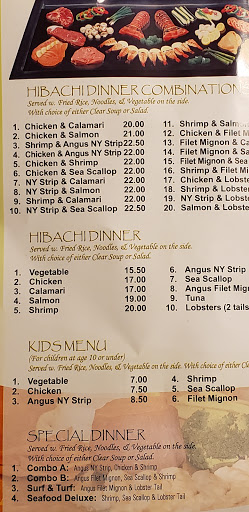 HIBACHI DINNER COMBINATION
Served w. Fried Rice, Noodles, & Vegetable on the side.
With choice of either Clear Soup or Salad.
1. Chicken & Calamari 21.00
2. Chicken & Salmon 21.00
3. Shrimp & Angus NY Strip 22.50
4. Chicken & Angus NY Strip 22.00
5. Chicken & Shrimp 22.00
6. Chicken & Sea Scallop 22.50
7. NY Strip & Calamari 22.00
8. NY Strip & Salmon 22.00
9. Shrimp & Calamari 22.00
10. NY Strip & Sea Scallop 22.50
11. Shrimp & Salm
12. Chicken & Filet M
13. Filet Mignon & Ca
14. Filet Mignon & Sa
15. Filet Mignon & Sea
16. Shrimp & Filet Mi
17. Chicken & Lobste
18. Shrimp & Lobster
19. NY Strip & Lobste
20. Salmon & Lobster
HIBACHI DINNER
Served w. Fried Rice, Noodles, & Vegetable on the side.
With choice of either Clear Soup or Salad.
1. Vegetable 15.50
2. Chicken 17.00
3. Calamari 17.00
4. Salmon 19.00
5. Shrimp 20.00
6. Angus NY Strip
7. Sea Scallop
8. Angus Filet Mign
9. Tuna
10. Lobsters (2 tails
KIDS MENU
(For children at age 10 or under)
Served w. Fried Rice, Noodles, & Vegetable on the side. With choice of either Cle
1. Vegetable 7.00
2. Chicken 7.50
3. Angus NY Strip 8.50
4. Shrimp
5. Sea Scallop
6. Filet Mignon
SPECIAL DINNER
Served w. Fried Rice, Noodles, & Vegetable on the side.
With choice of either Clear Soup or Salad.
1. Combo A: Angus NY Strip, Chicken & Shrimp
2. Combo B: Angus Filet Mignon, Sea Scallop & Shrimp
3. Surf & Turf: Angus Filet Mignon & Lobster Tail
4. Seafood Deluxe: Shrimp, Sea Scallop & Lobster Tail